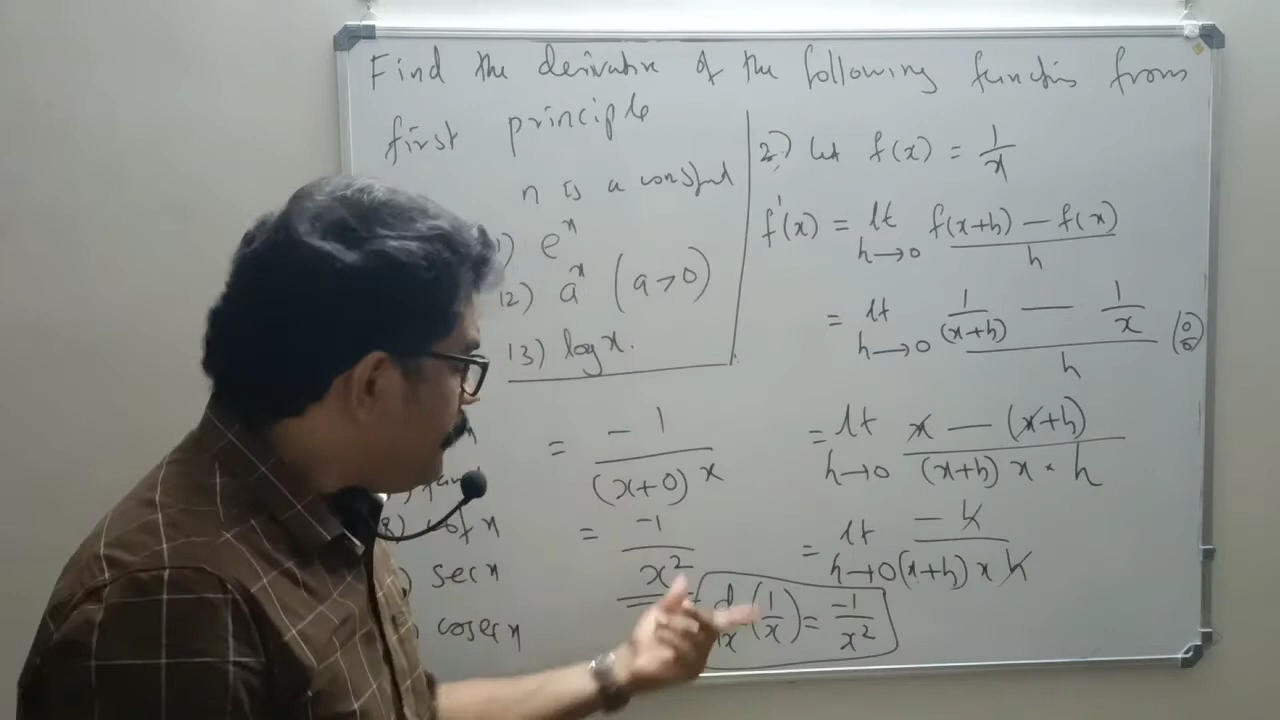 Find the derivative of the following functions from
first principle
n is a constant
1) e^x
12) a^x (a>0)
13) log x.
sec x
cosec x
2) let f(x) = 1/x
f'(x) = lt h→0 f(x+h) − f(x) / h
= lt h→0 1/(x+h) − 1/x / h (0/0)
= lt h→0 x − (x+h) / (x+h) x · h
= lt h→0 −h / (x+h) x h
= −1 / (x+0) x
= −1 / x²
d/dx (1/x) = −1/x²